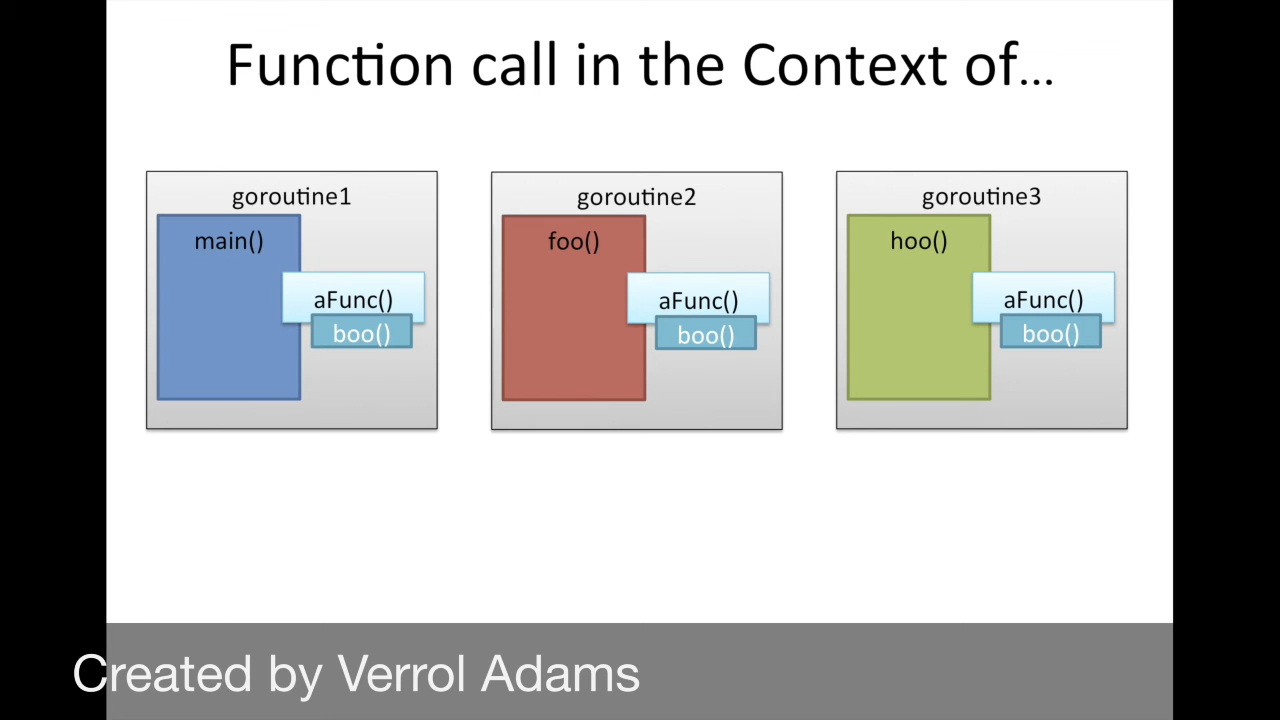 Function call in the Context of...
goroutine1
main()
aFunc()
boo()
goroutine2
foo()
aFunc()
boo()
goroutine3
hoo()
aFunc()
boo()
Created by Verrol Adams